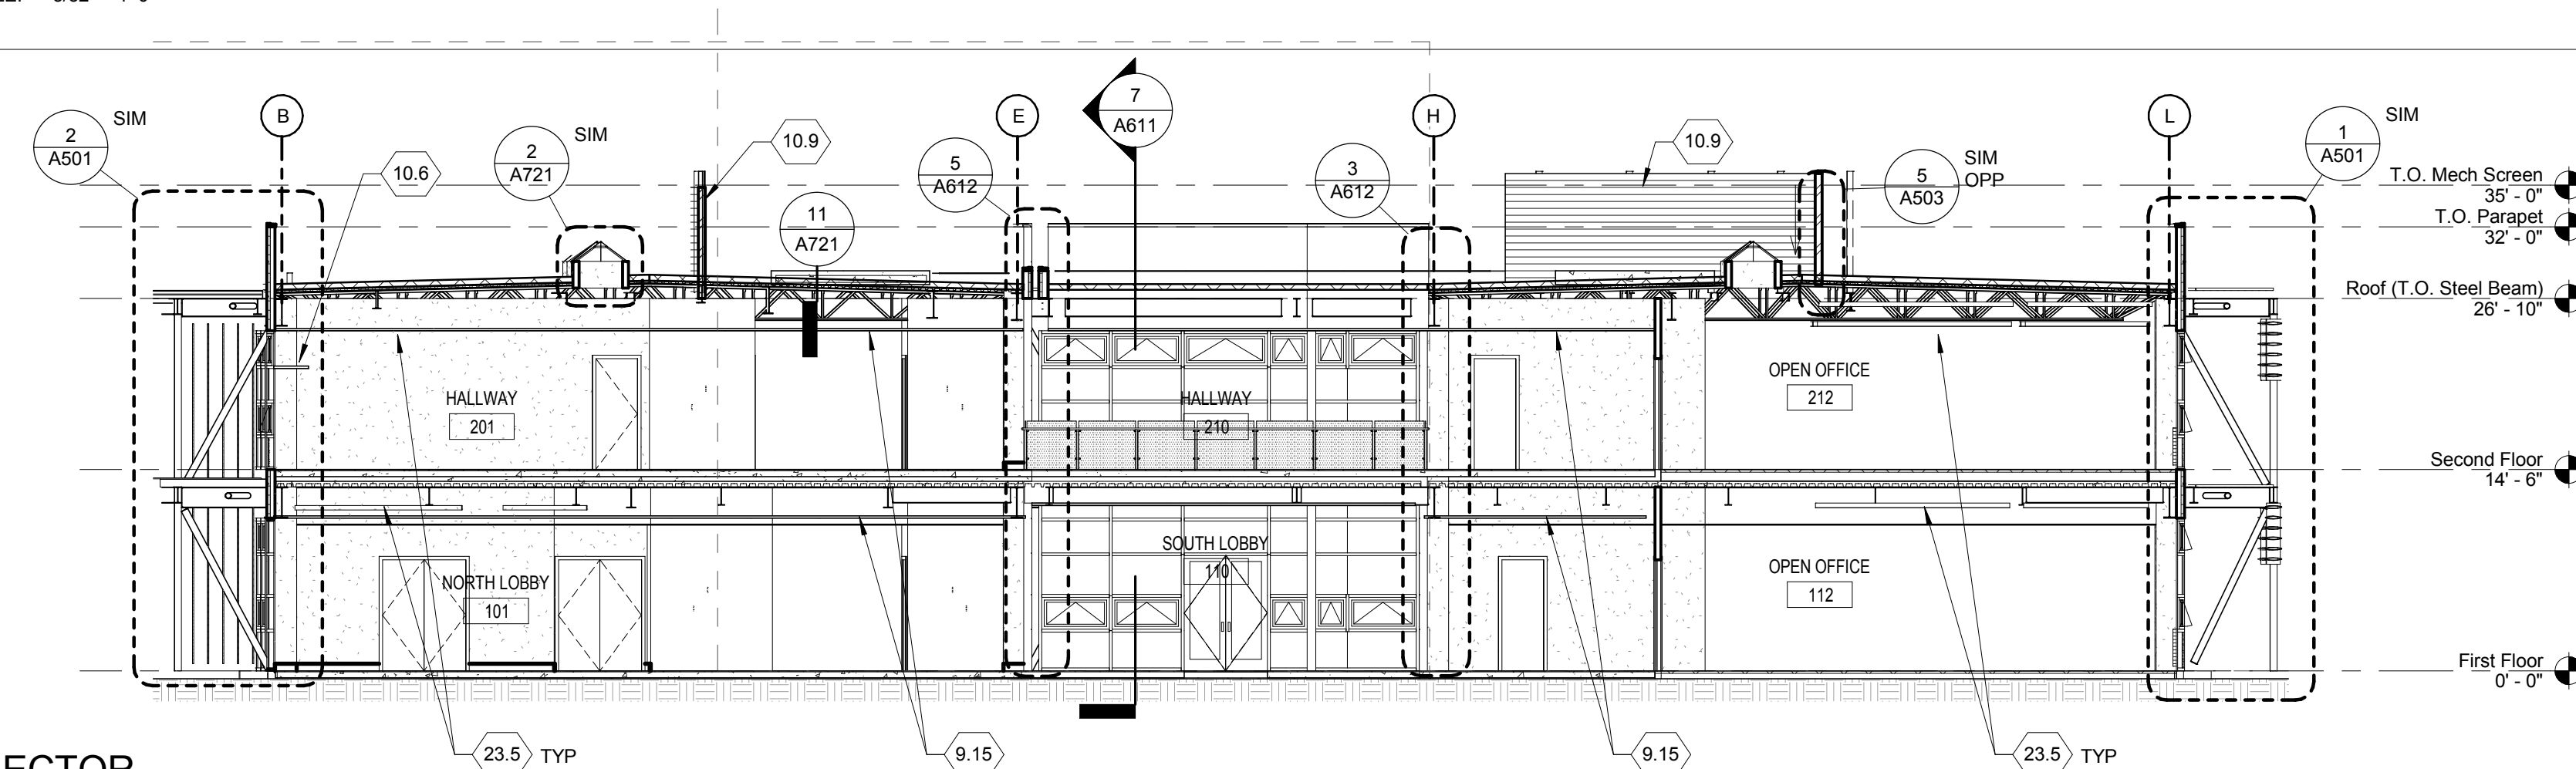 2
A501
SIM
B
10.6
2
A721
SIM
10.9
11
A721
5
A612
E
7
A611
3
A612
H
10.9
5
A503
SIM
OPP
L
1
A501
SIM
T.O. Mech Screen
35' - 0"
T.O. Parapet
32' - 0"
Roof (T.O. Steel Beam)
26' - 10"
HALLWAY
201
HALLWAY
210
OPEN OFFICE
212
Second Floor
14' - 6"
NORTH LOBBY
101
SOUTH LOBBY
110
OPEN OFFICE
112
First Floor
0' - 0"
23.5
TYP
9.15
9.15
23.5
TYP